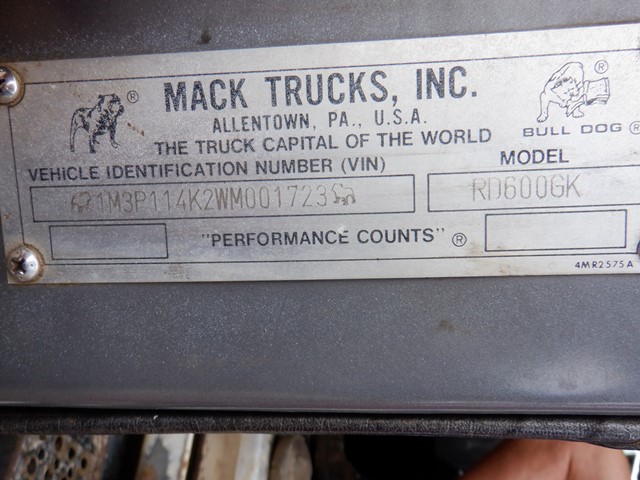 MACK TRUCKS, INC.
ALLENTOWN, PA., U.S.A.
THE TRUCK CAPITAL OF THE WORLD
BULL DOG ®
VEHICLE IDENTIFICATION NUMBER (VIN)
MODEL
1M3P114K2WM001723
RD600GK
"PERFORMANCE COUNTS" ®
4MR2575A